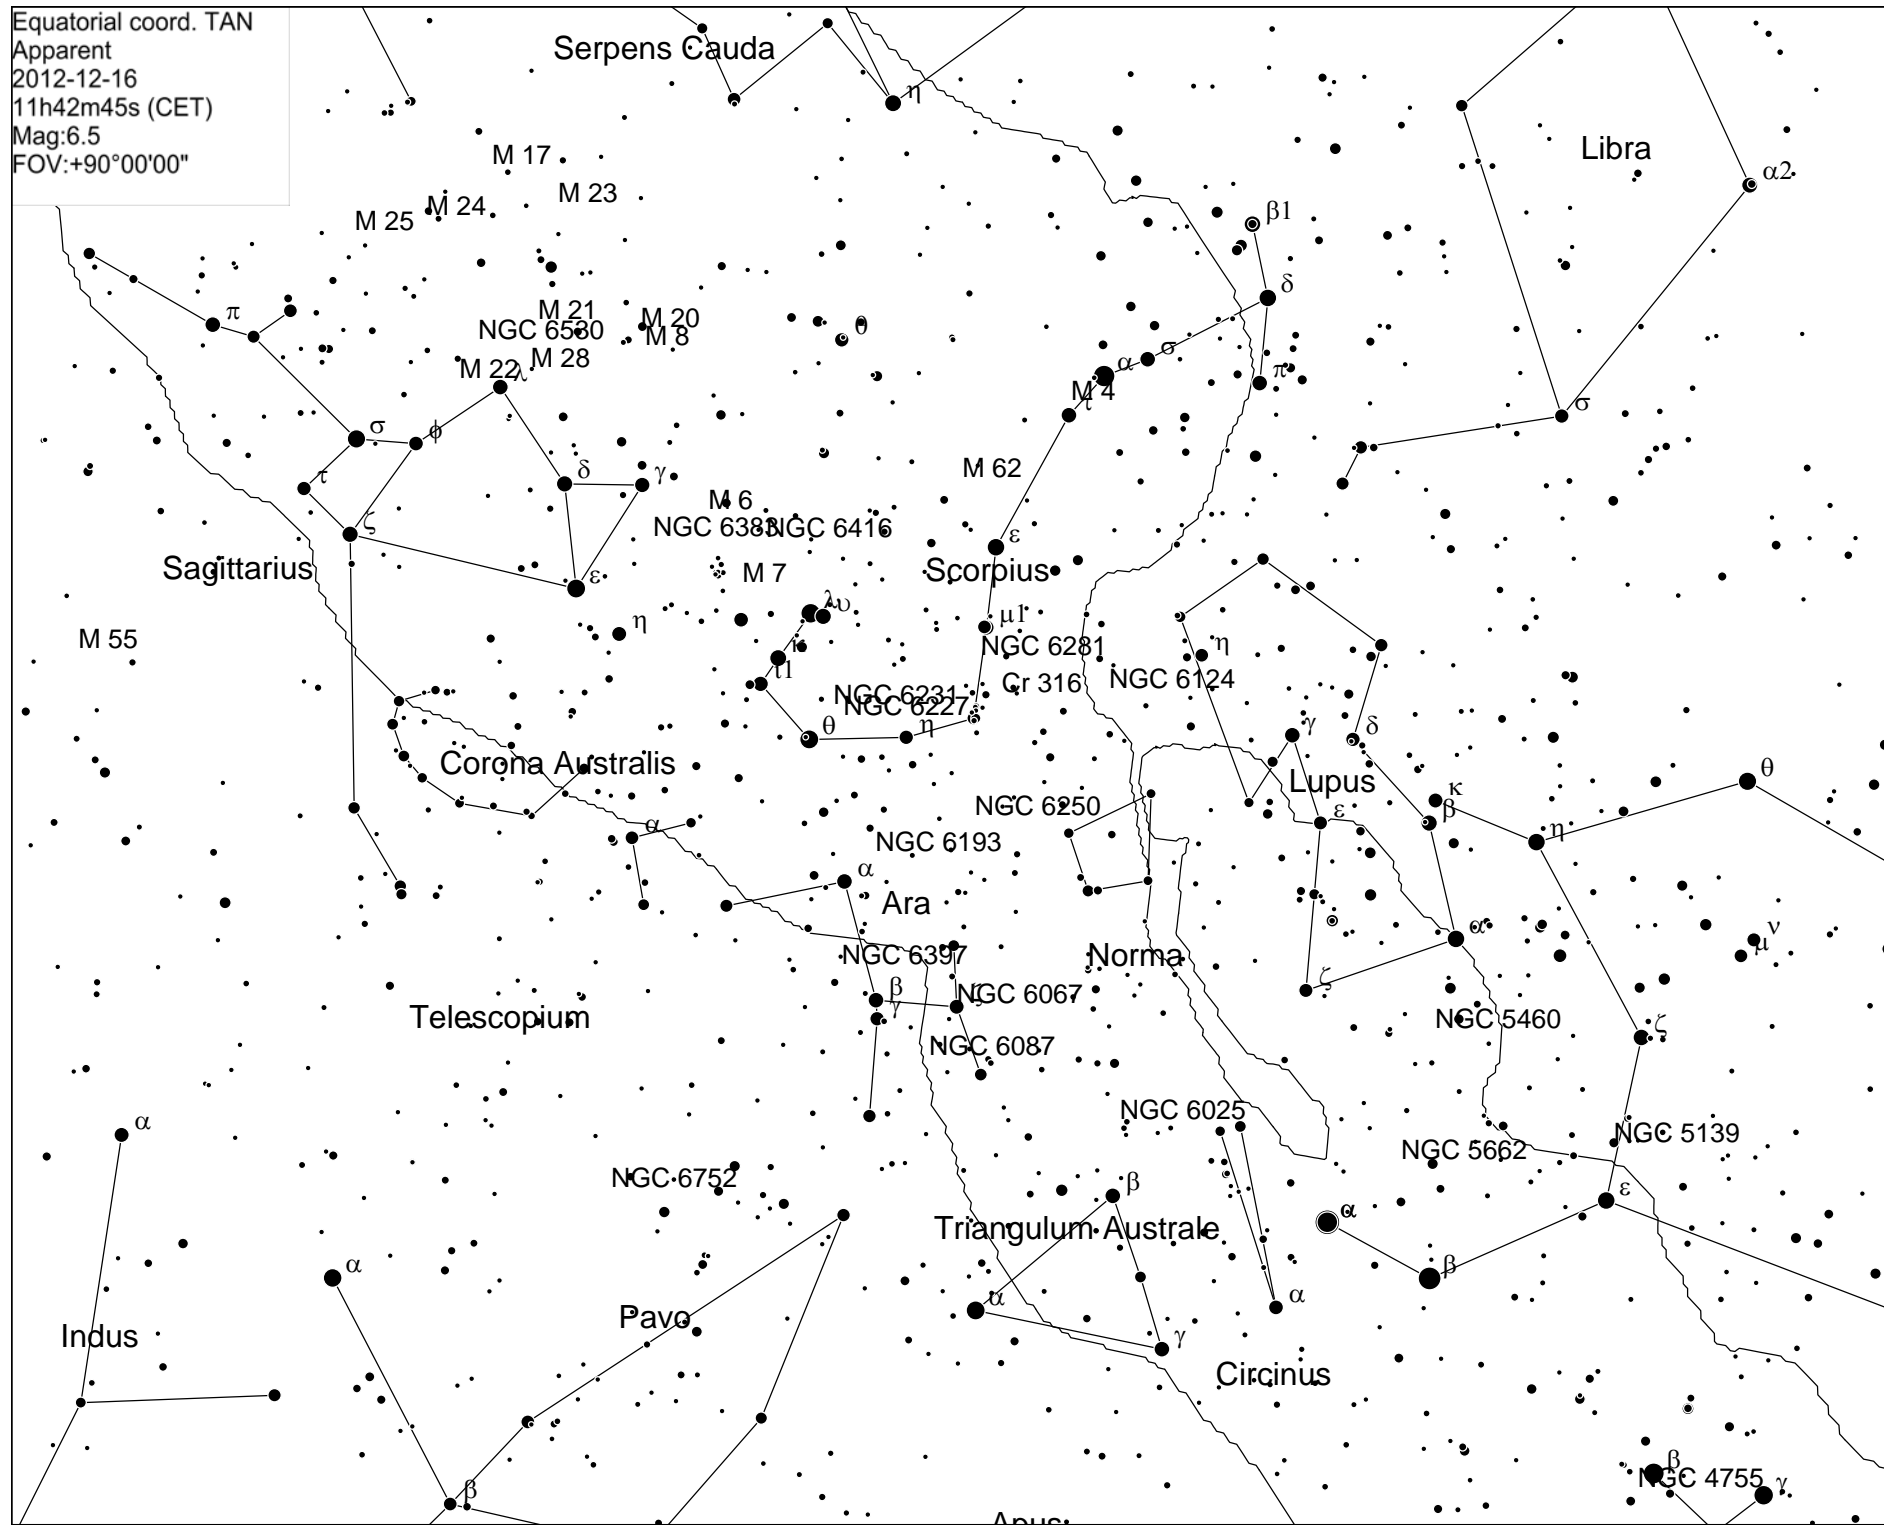 Equatorial coord. TAN
Apparent
2012-12-16
11h42m45s (CET)
Mag:6.5
FOV:+90°00'00"
Serpens Cauda
η
Libra
α2
M 17
M 23
M 24
M 25
β1
δ
π
M 21
M 20
NGC 6530
M 8
θ
M 28
M 22
λ
α
σ
π
M 4
τ
σ
σ
φ
M 62
δ
γ
τ
M 6
ζ
NGC 6383
NGC 6416
ε
Sagittarius
M 7
Scorpius
ε
λ
υ
μ1
η
η
M 55
κ
NGC 6281
ι1
NGC 6124
Cr 316
NGC 6231
NGC 6227
θ
η
γ
δ
Corona Australis
Lupus
θ
κ
NGC 6250
β
ε
α
η
NGC 6193
α
Ara
α
ν
μ
NGC 6397
Norma
ζ
β
ζ
NGC 6067
γ
Telescopium
NGC 5460
ζ
NGC 6087
NGC 6025
α
NGC 5139
NGC 5662
NGC 6752
β
ε
α
Triangulum Australe
α
β
α
α
Pavo
Indus
γ
Circinus
β
NGC 4755
γ
β
Apus